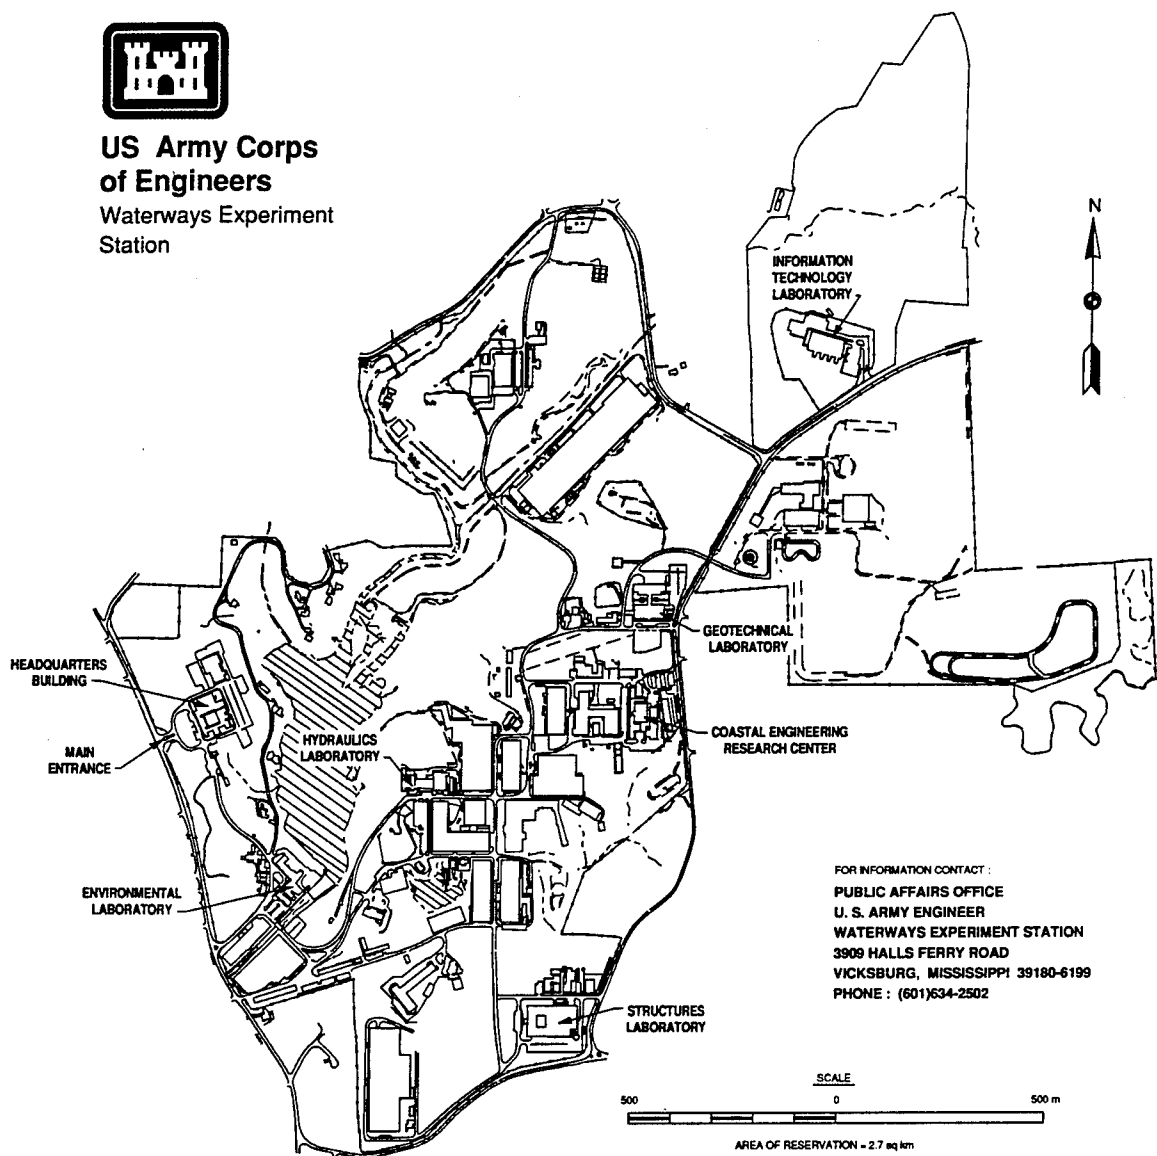 US Army Corps
of Engineers
Waterways Experiment
Station
N
INFORMATION
TECHNOLOGY
LABORATORY
GEOTECHNICAL
LABORATORY
HEADQUARTERS
BUILDING
MAIN
ENTRANCE
HYDRAULICS
LABORATORY
COASTAL ENGINEERING
RESEARCH CENTER
ENVIRONMENTAL
LABORATORY
STRUCTURES
LABORATORY
FOR INFORMATION CONTACT :
PUBLIC AFFAIRS OFFICE
U. S. ARMY ENGINEER
WATERWAYS EXPERIMENT STATION
3909 HALLS FERRY ROAD
VICKSBURG, MISSISSIPPI 39180-6199
PHONE : (601)634-2502
SCALE
500 0 500 m
AREA OF RESERVATION = 2.7 sq km